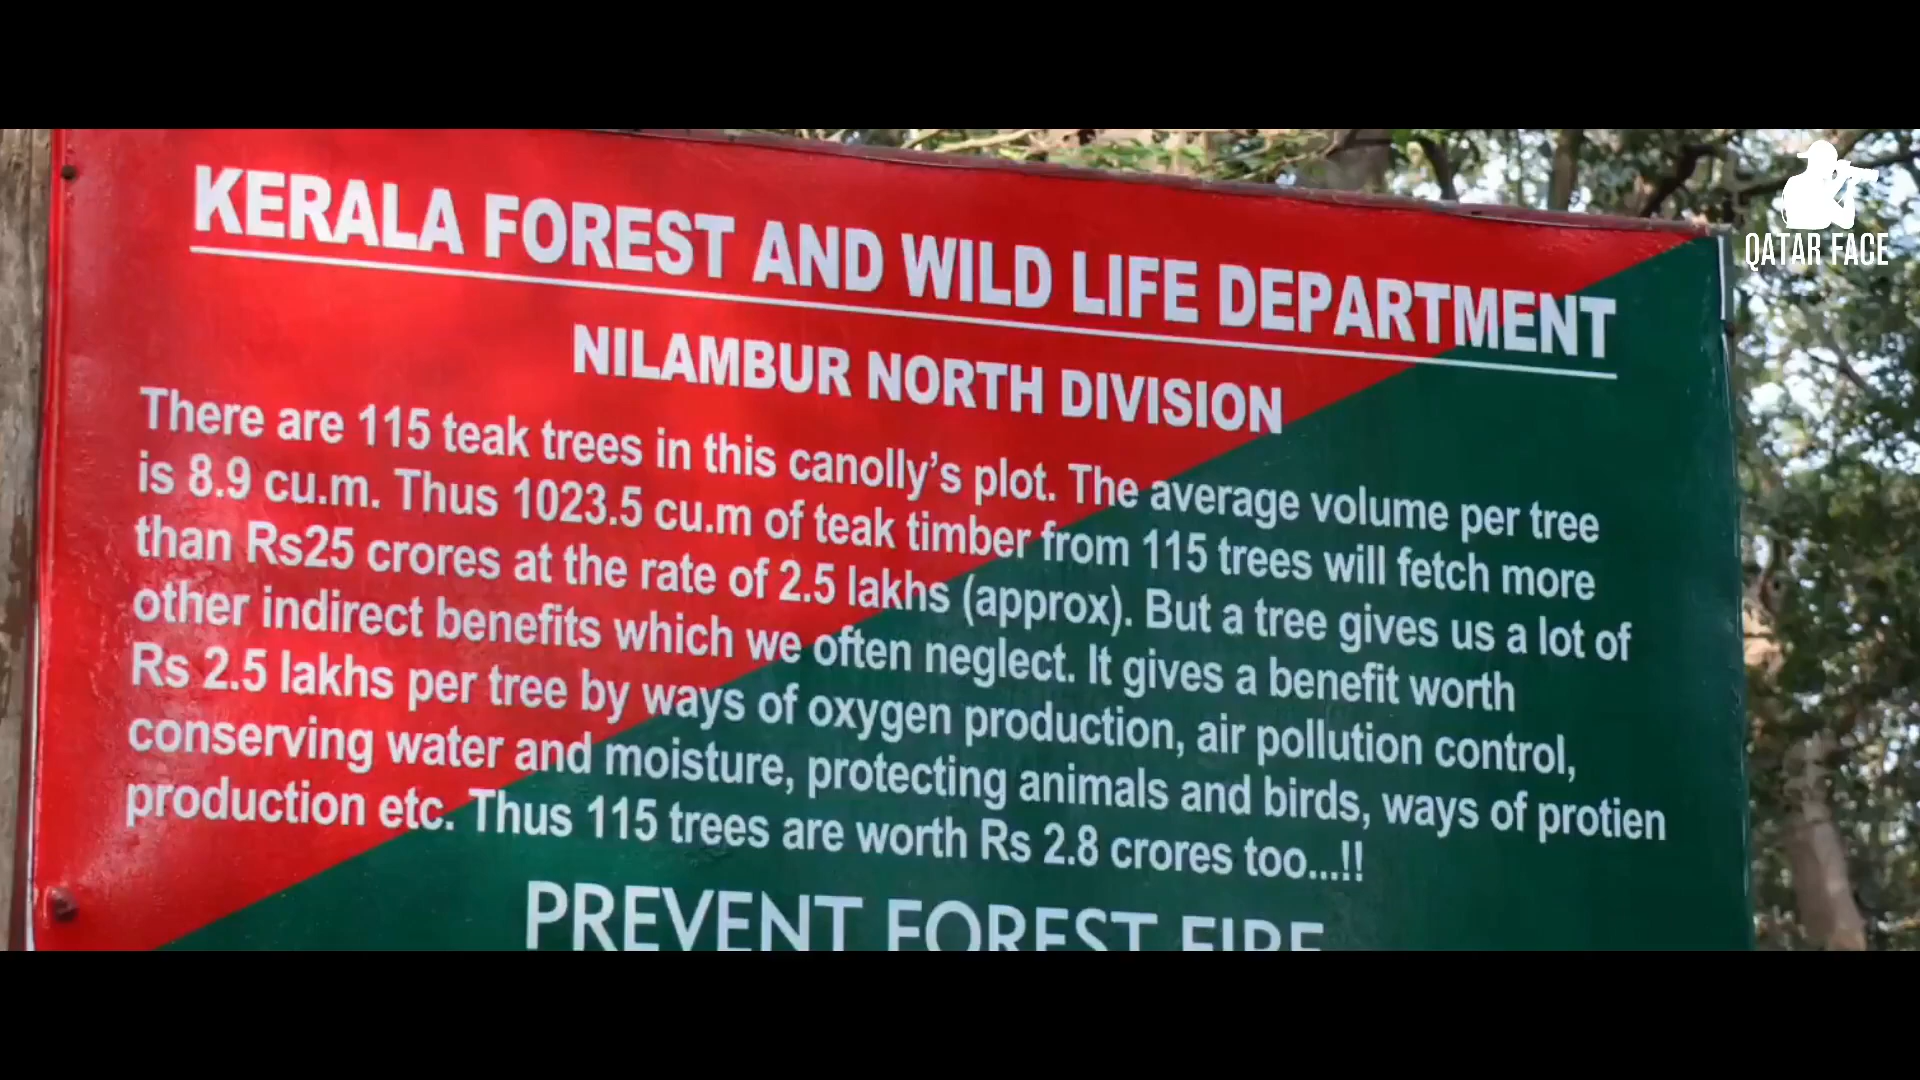 KERALA FOREST AND WILD LIFE DEPARTMENT
QATAR FACE
NILAMBUR NORTH DIVISION
There are 115 teak trees in this canolly's plot. The average volume per tree
is 8.9 cu.m. Thus 1023.5 cu.m of teak timber from 115 trees will fetch more
than Rs25 crores at the rate of 2.5 lakhs (approx). But a tree gives us a lot of
other indirect benefits which we often neglect. It gives a benefit worth
Rs 2.5 lakhs per tree by ways of oxygen production, air pollution control,
conserving water and moisture, protecting animals and birds, ways of protien
production etc. Thus 115 trees are worth Rs 2.8 crores too...!!
PREVENT FOREST FIRE